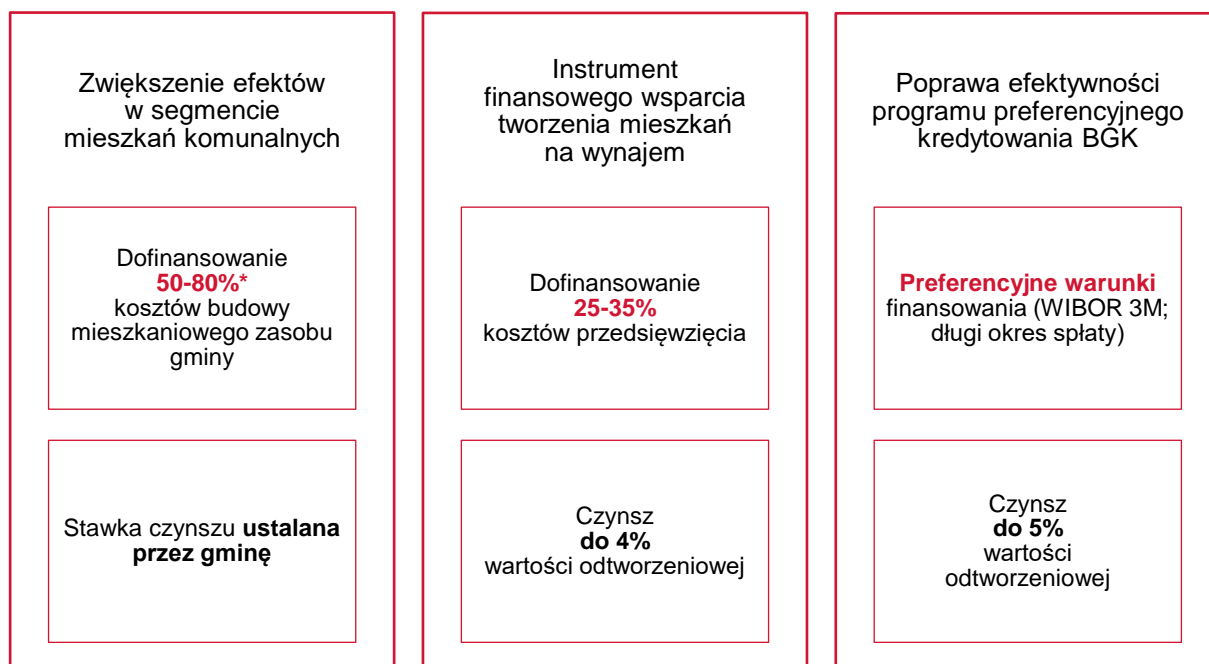 Zwiększenie efektów
w segmencie
mieszkań komunalnych
Dofinansowanie
50-80%*
kosztów budowy
mieszkaniowego zasobu
gminy
Stawka czynszu ustalana
przez gminę
Instrument
finansowego wsparcia
tworzenia mieszkań
na wynajem
Dofinansowanie
25-35%
kosztów przedsięwzięcia
Czynsz
do 4%
wartości odtworzeniowej
Poprawa efektywności
programu preferencyjnego
kredytowania BGK
Preferencyjne warunki
finansowania (WIBOR 3M;
długi okres spłaty)
Czynsz
do 5%
wartości
odtworzeniowej